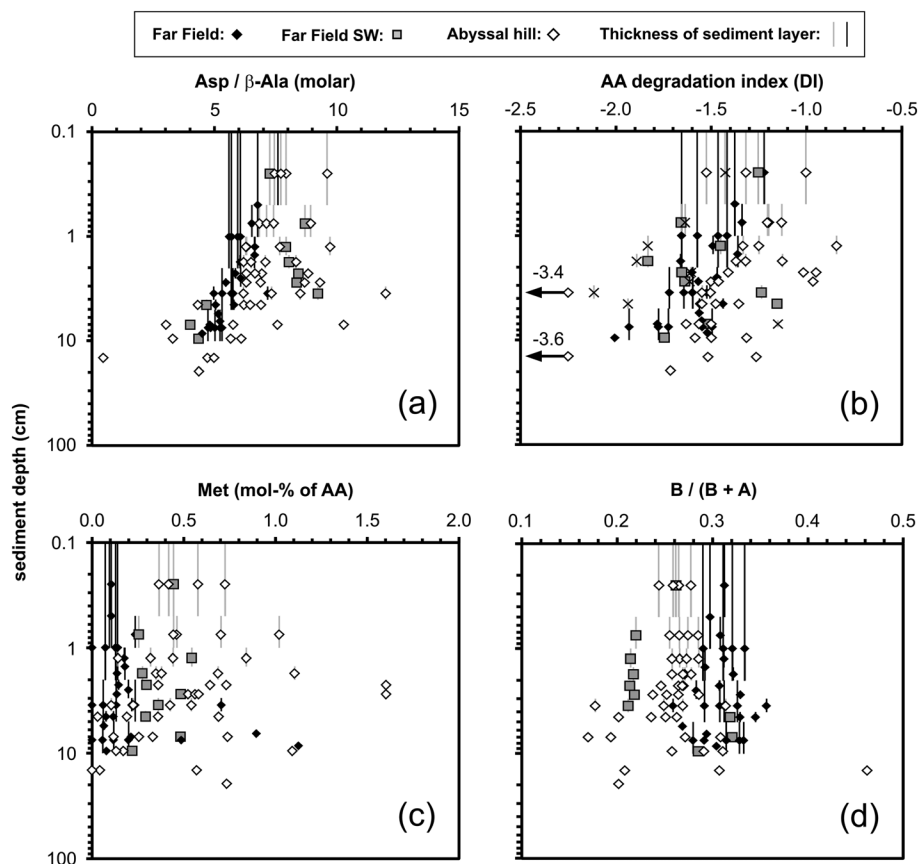 Far Field: Far Field SW: Abyssal hill: Thickness of sediment layer:
Asp / β-Ala (molar)
0 5 10 15
0.1
1
10
100
(a)
AA degradation index (DI)
-2.5 -2.0 -1.5 -1.0 -0.5
-3.4
-3.6
(b)
sediment depth (cm)
Met (mol-% of AA)
0.0 0.5 1.0 1.5 2.0
0.1
1
10
100
(c)
B / (B + A)
0.1 0.2 0.3 0.4 0.5
(d)